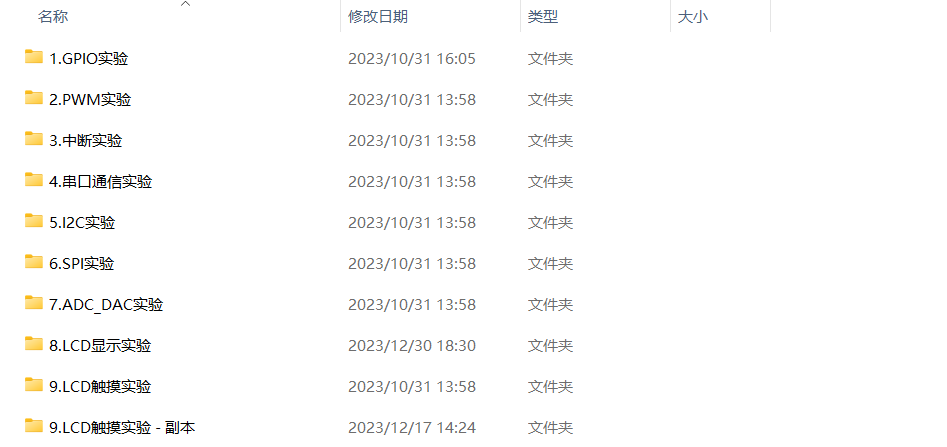 名称 修改日期 类型 大小
1.GPIO实验 2023/10/31 16:05 文件夹
2.PWM实验 2023/10/31 13:58 文件夹
3.中断实验 2023/10/31 13:58 文件夹
4.串口通信实验 2023/10/31 13:58 文件夹
5.I2C实验 2023/10/31 13:58 文件夹
6.SPI实验 2023/10/31 13:58 文件夹
7.ADC_DAC实验 2023/10/31 13:58 文件夹
8.LCD显示实验 2023/12/30 18:30 文件夹
9.LCD触摸实验 2023/10/31 13:58 文件夹
9.LCD触摸实验 - 副本 2023/12/17 14:24 文件夹